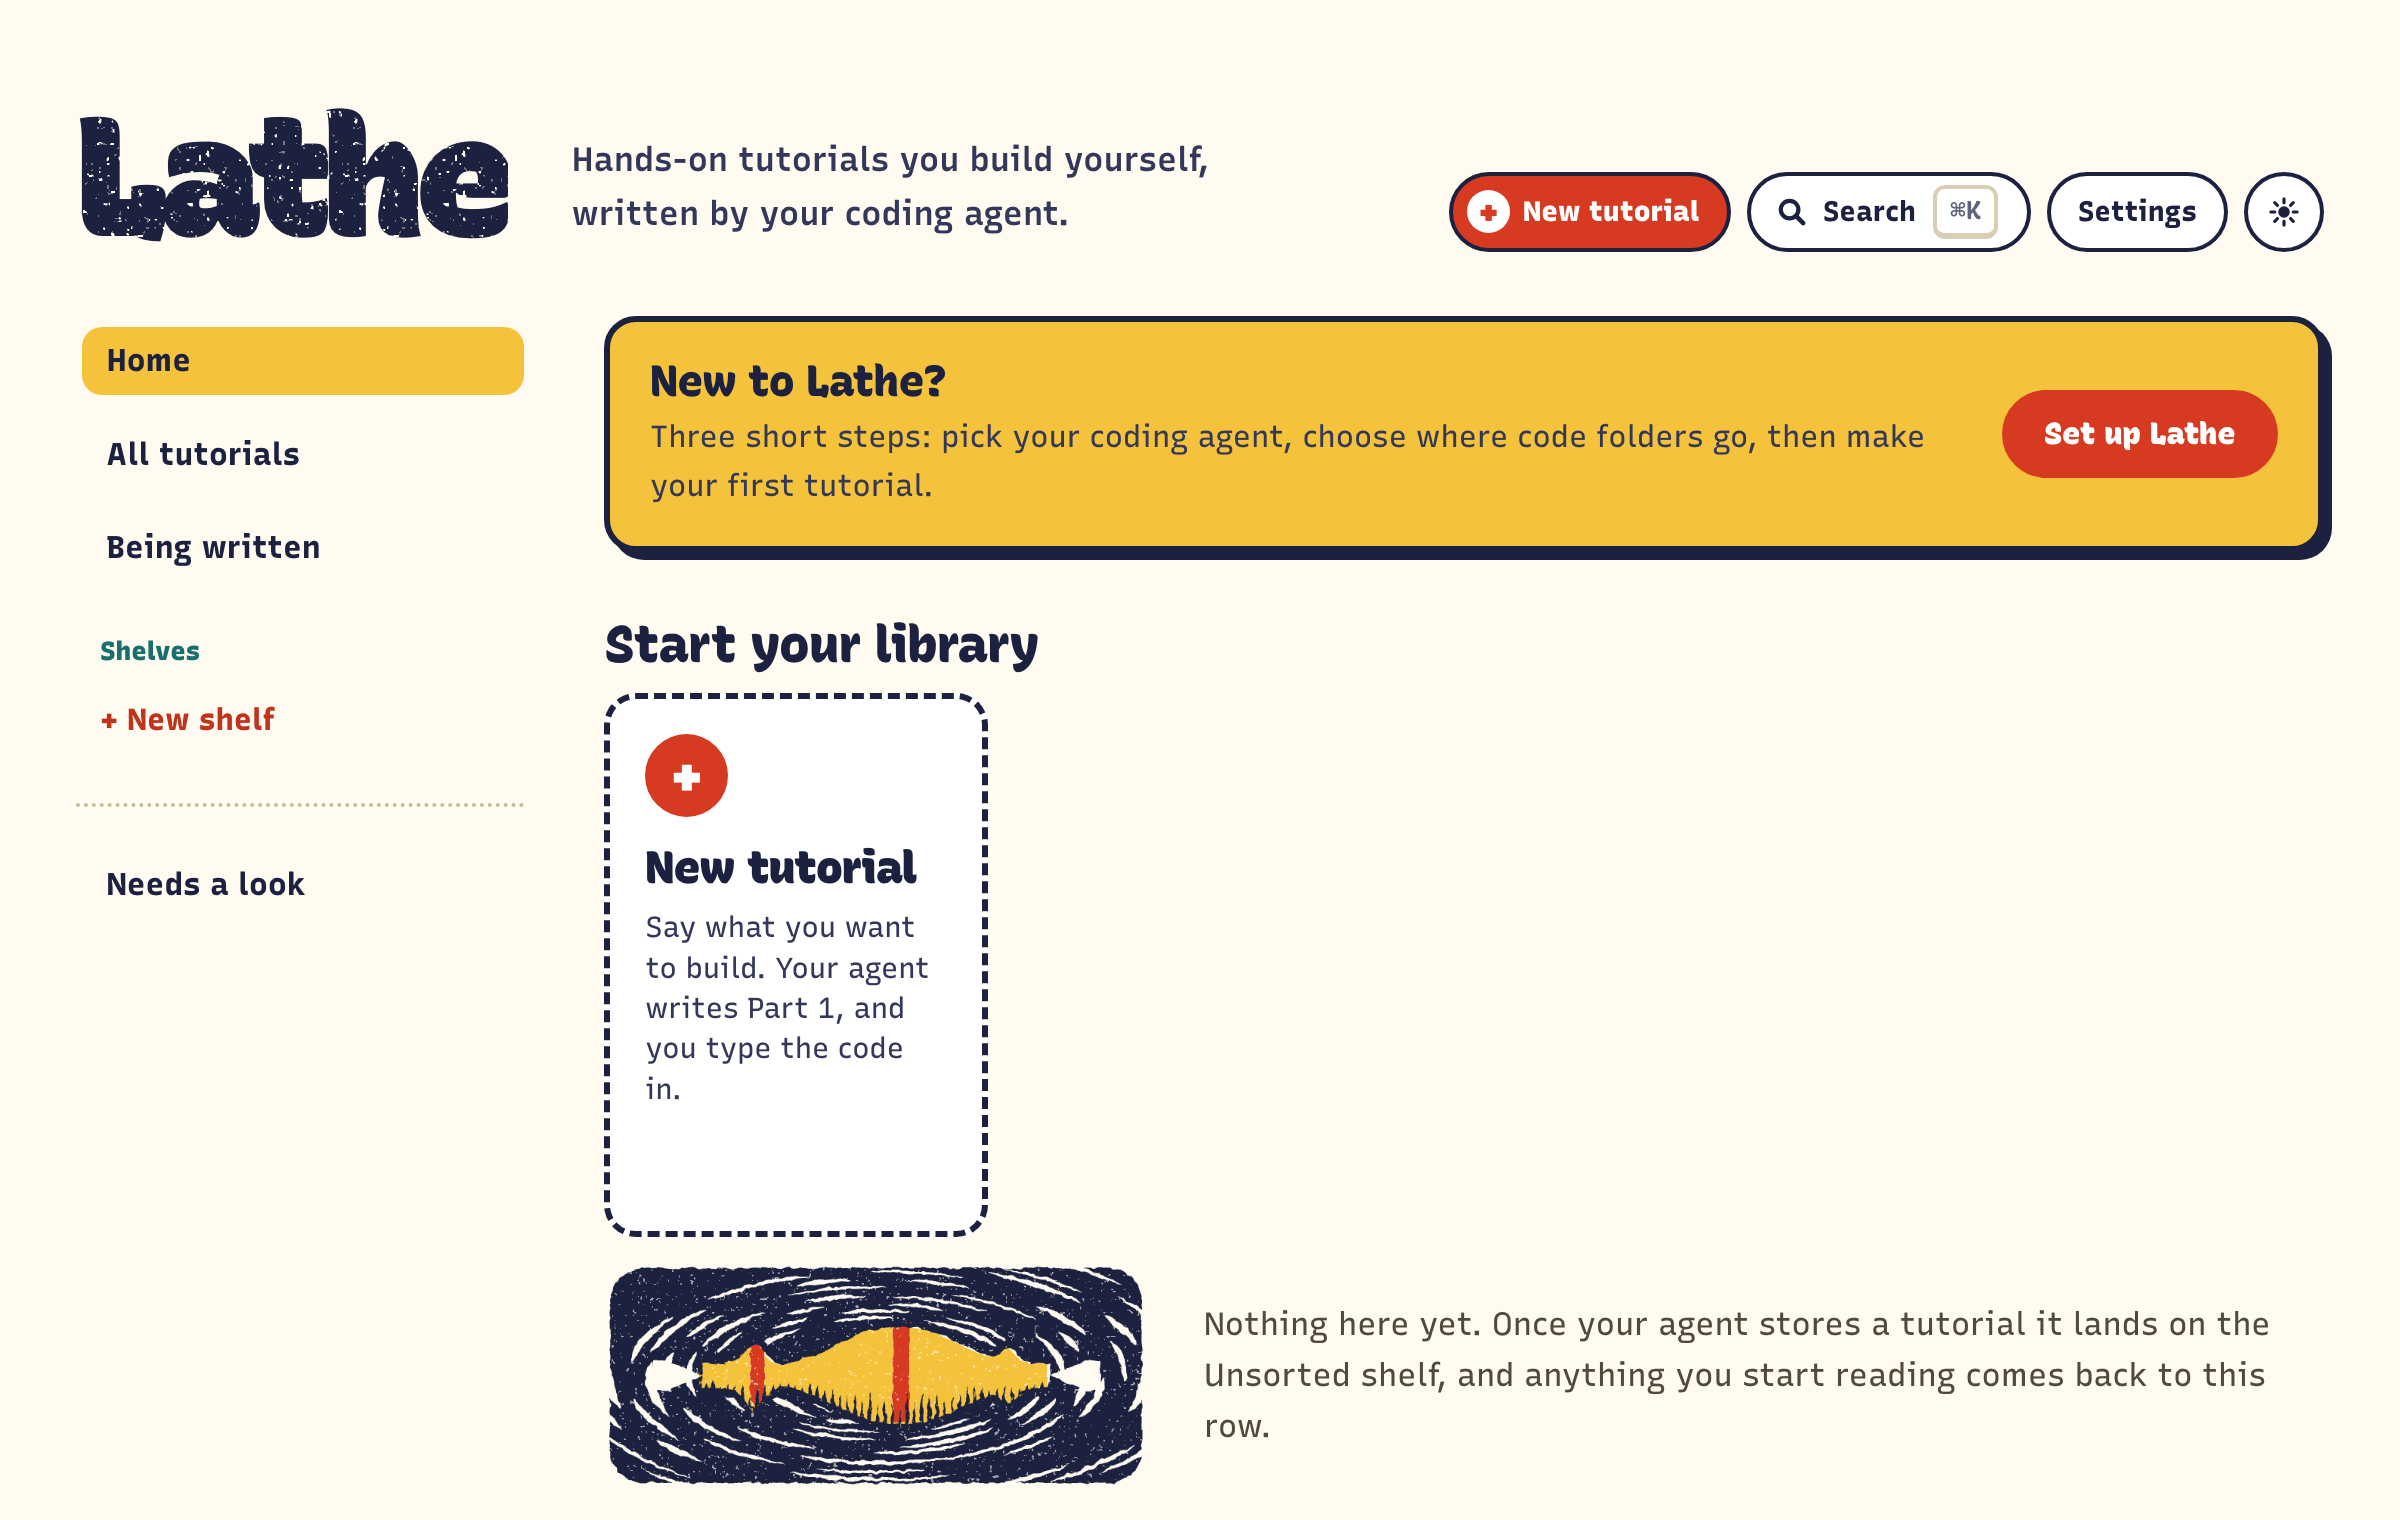 Lathe
Hands-on tutorials you build yourself,
written by your coding agent.
New tutorial
Search ⌘K
Settings
Home
All tutorials
Being written
Shelves
+ New shelf
Needs a look
New to Lathe?
Three short steps: pick your coding agent, choose where code folders go, then make
your first tutorial.
Set up Lathe
Start your library
New tutorial
Say what you want
to build. Your agent
writes Part 1, and
you type the code
in.
Nothing here yet. Once your agent stores a tutorial it lands on the
Unsorted shelf, and anything you start reading comes back to this
row.